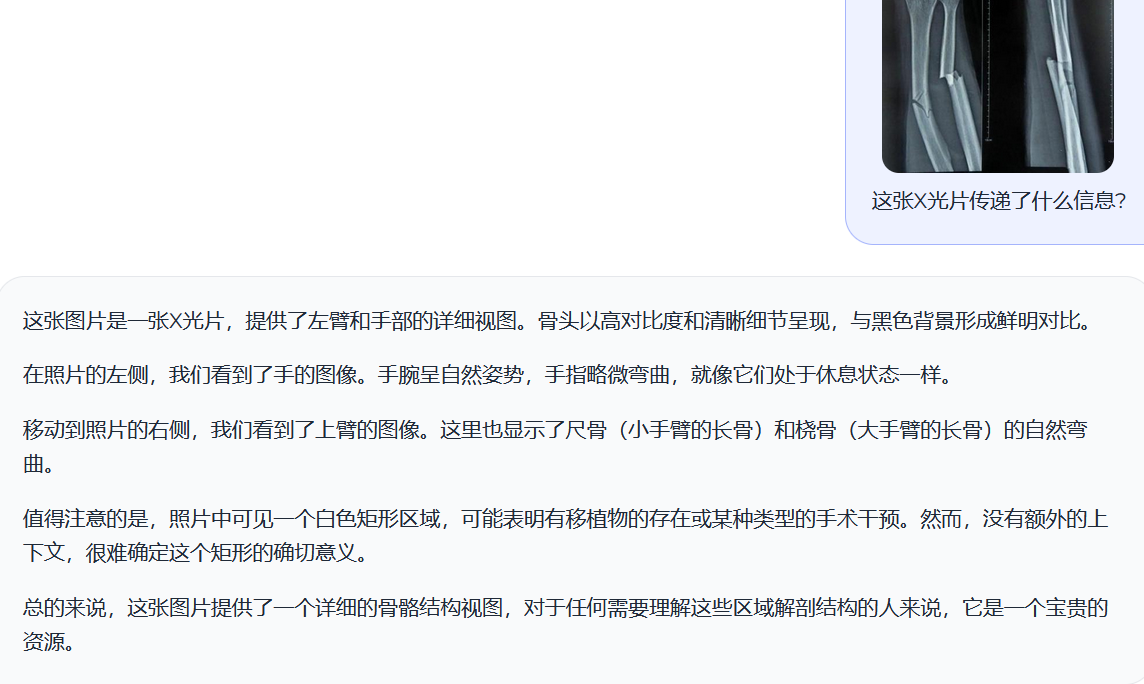 这张X光片传递了什么信息?
这张图片是一张X光片，提供了左臂和手部的详细视图。骨头以高对比度和清晰细节呈现，与黑色背景形成鲜明对比。
在照片的左侧，我们看到了手的图像。手腕呈自然姿势，手指略微弯曲，就像它们处于休息状态一样。
移动到照片的右侧，我们看到了上臂的图像。这里也显示了尺骨（小手臂的长骨）和桡骨（大手臂的长骨）的自然弯
曲。
值得注意的是，照片中可见一个白色矩形区域，可能表明有移植物的存在或某种类型的手术干预。然而，没有额外的上
下文，很难确定这个矩形的确切意义。
总的来说，这张图片提供了一个详细的骨骼结构视图，对于任何需要理解这些区域解剖结构的人来说，它是一个宝贵的
资源。